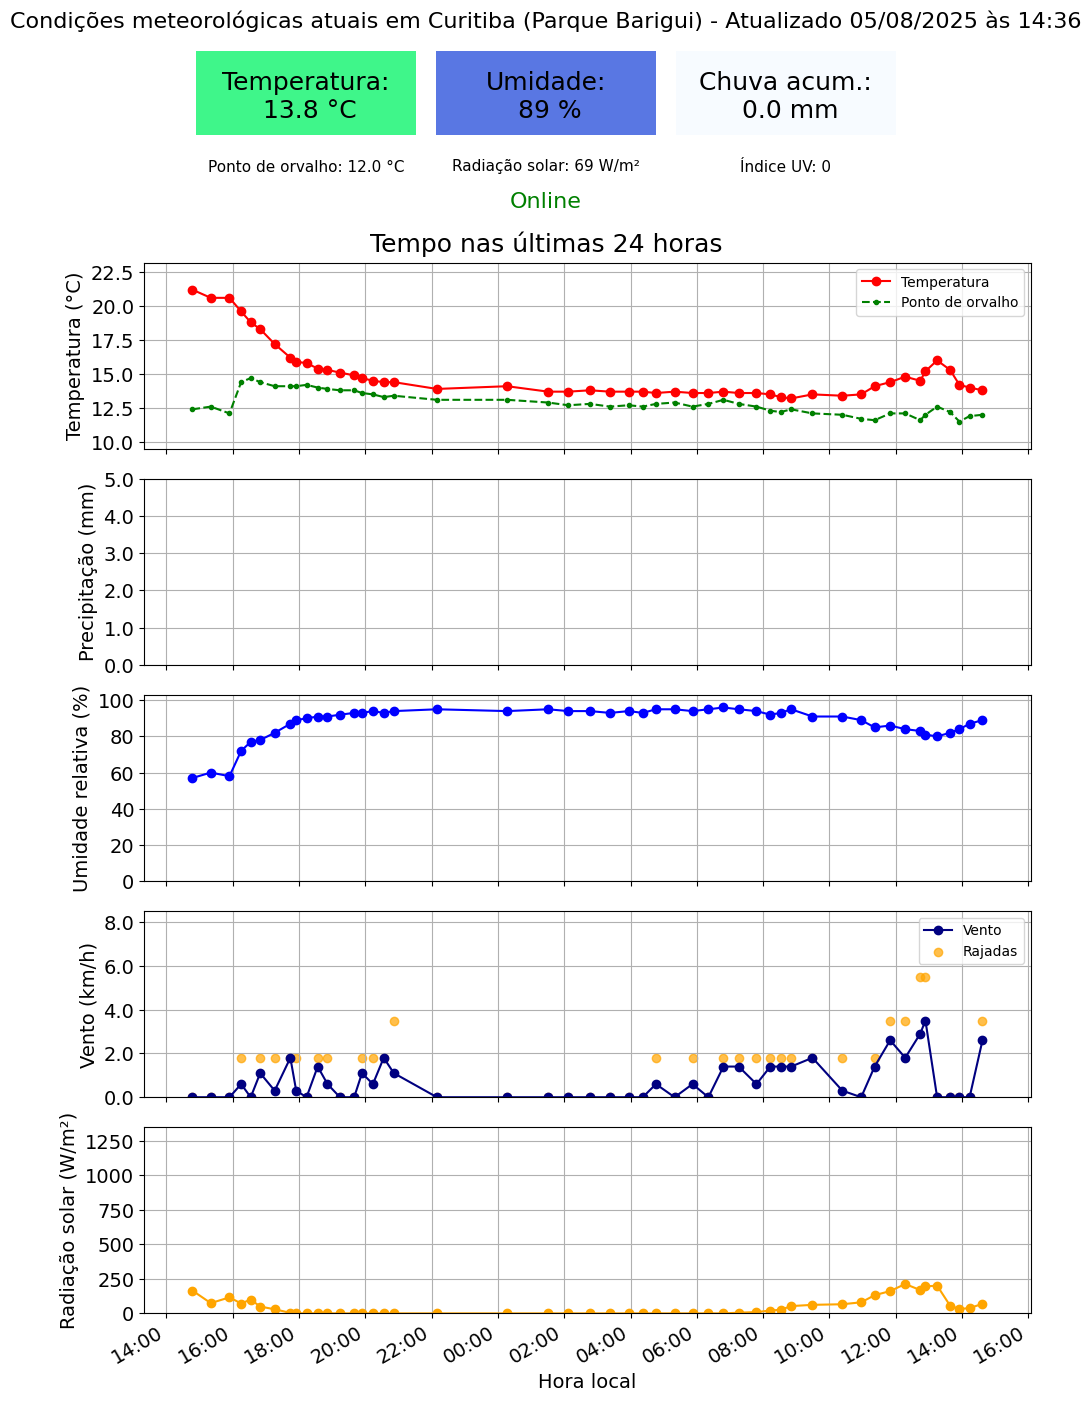 Condições meteorológicas atuais em Curitiba (Parque Barigui) - Atualizado 05/08/2025 às 14:36
Temperatura:
13.8 °C
Umidade:
89 %
Chuva acum.:
0.0 mm
Ponto de orvalho: 12.0 °C
Radiação solar: 69 W/m²
Índice UV: 0
Online
Tempo nas últimas 24 horas
Temperatura (°C)
22.5
20.0
17.5
15.0
12.5
10.0
Temperatura
Ponto de orvalho
Precipitação (mm)
5.0
4.0
3.0
2.0
1.0
0.0
Umidade relativa (%)
100
80
60
40
20
0
Vento (km/h)
8.0
6.0
4.0
2.0
0.0
Vento
Rajadas
Radiação solar (W/m²)
1250
1000
750
500
250
0
14:00
16:00
18:00
20:00
22:00
00:00
02:00
04:00
06:00
08:00
10:00
12:00
14:00
16:00
Hora local